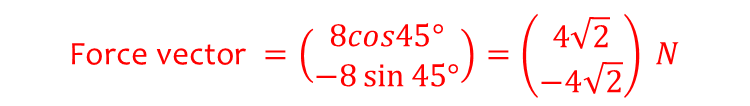 Force vector = (8cos45° −8 sin 45°) = (4√2 −4√2) N